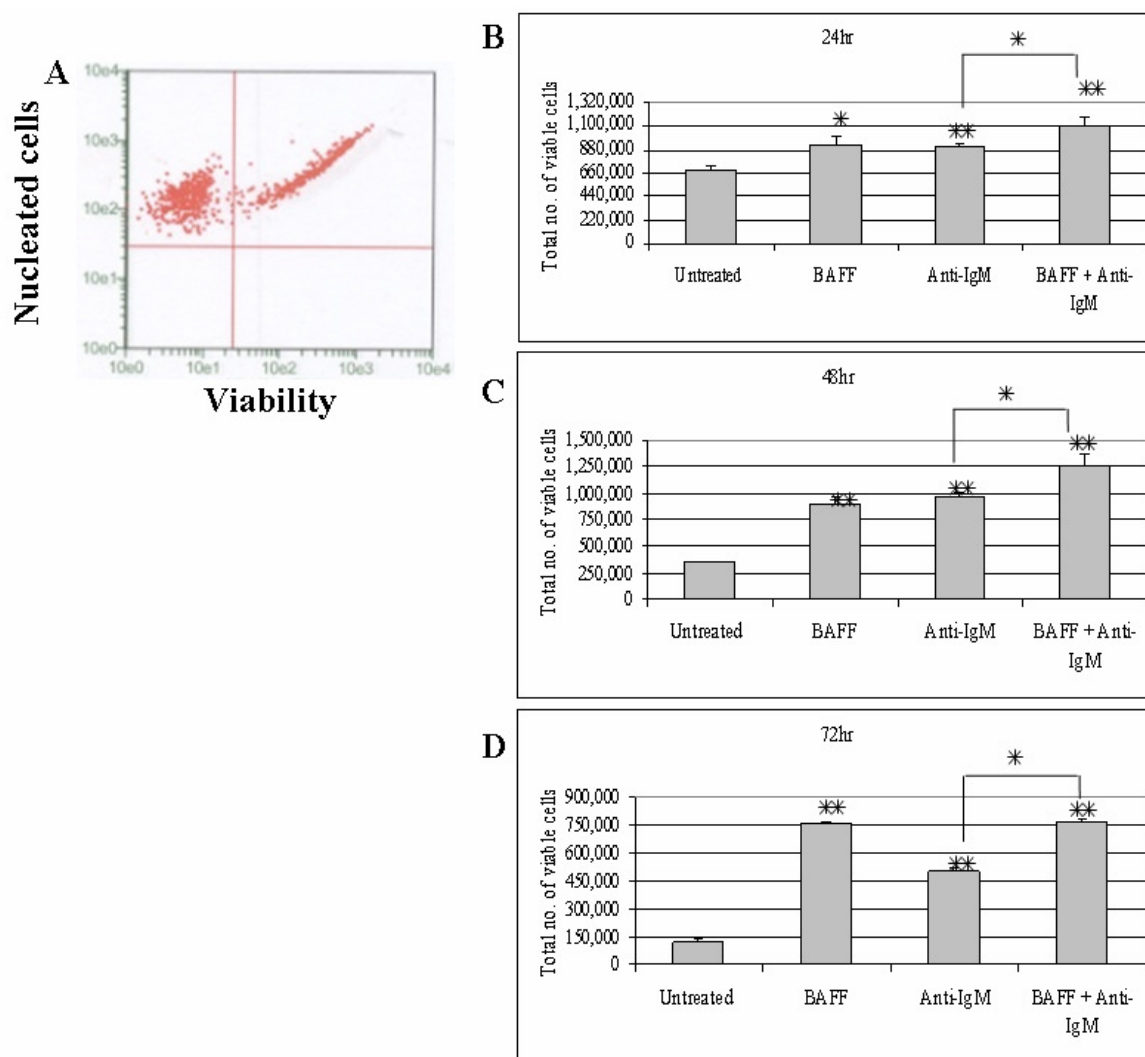 A
Nucleated cells
10e4
10e3
10e2
10e1
10e0
10e0 10e1 10e2 10e3 10e4
Viability
B
24hr
Total no. of viable cells
1,320,000
1,100,000
880,000
660,000
440,000
220,000
0
*
*
**
**
Untreated BAFF Anti-IgM BAFF + Anti-
IgM
C
48hr
Total no. of viable cells
1,500,000
1,250,000
1,000,000
750,000
500,000
250,000
0
*
**
**
**
Untreated BAFF Anti-IgM BAFF + Anti-
IgM
D
72hr
Total no. of viable cells
900,000
750,000
600,000
450,000
300,000
150,000
0
*
**
**
**
Untreated BAFF Anti-IgM BAFF + Anti-
IgM